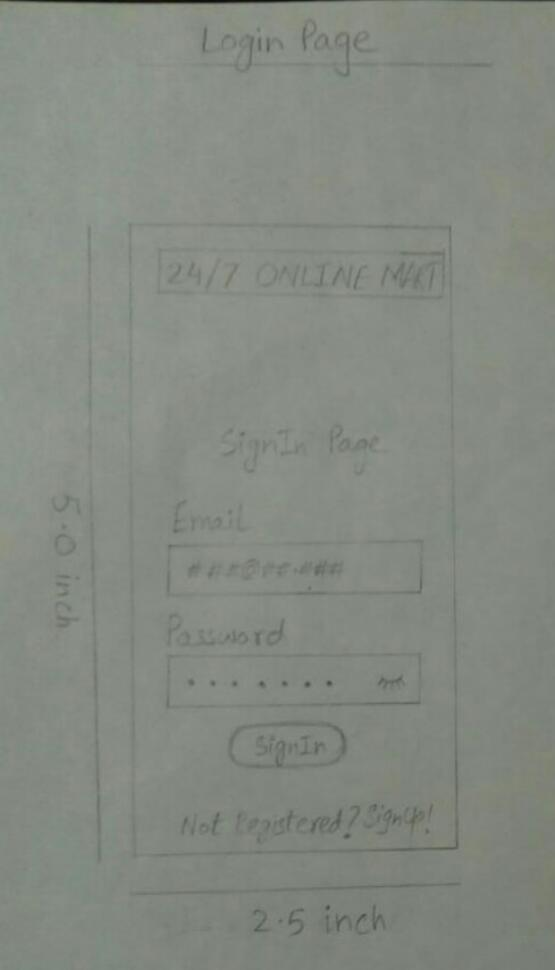 Login Page
24/7 ONLINE MART
SignIn Page
Email
###@##.###
Password
.......
SignIn
Not Registered? SignUp!
5.0 inch
2.5 inch